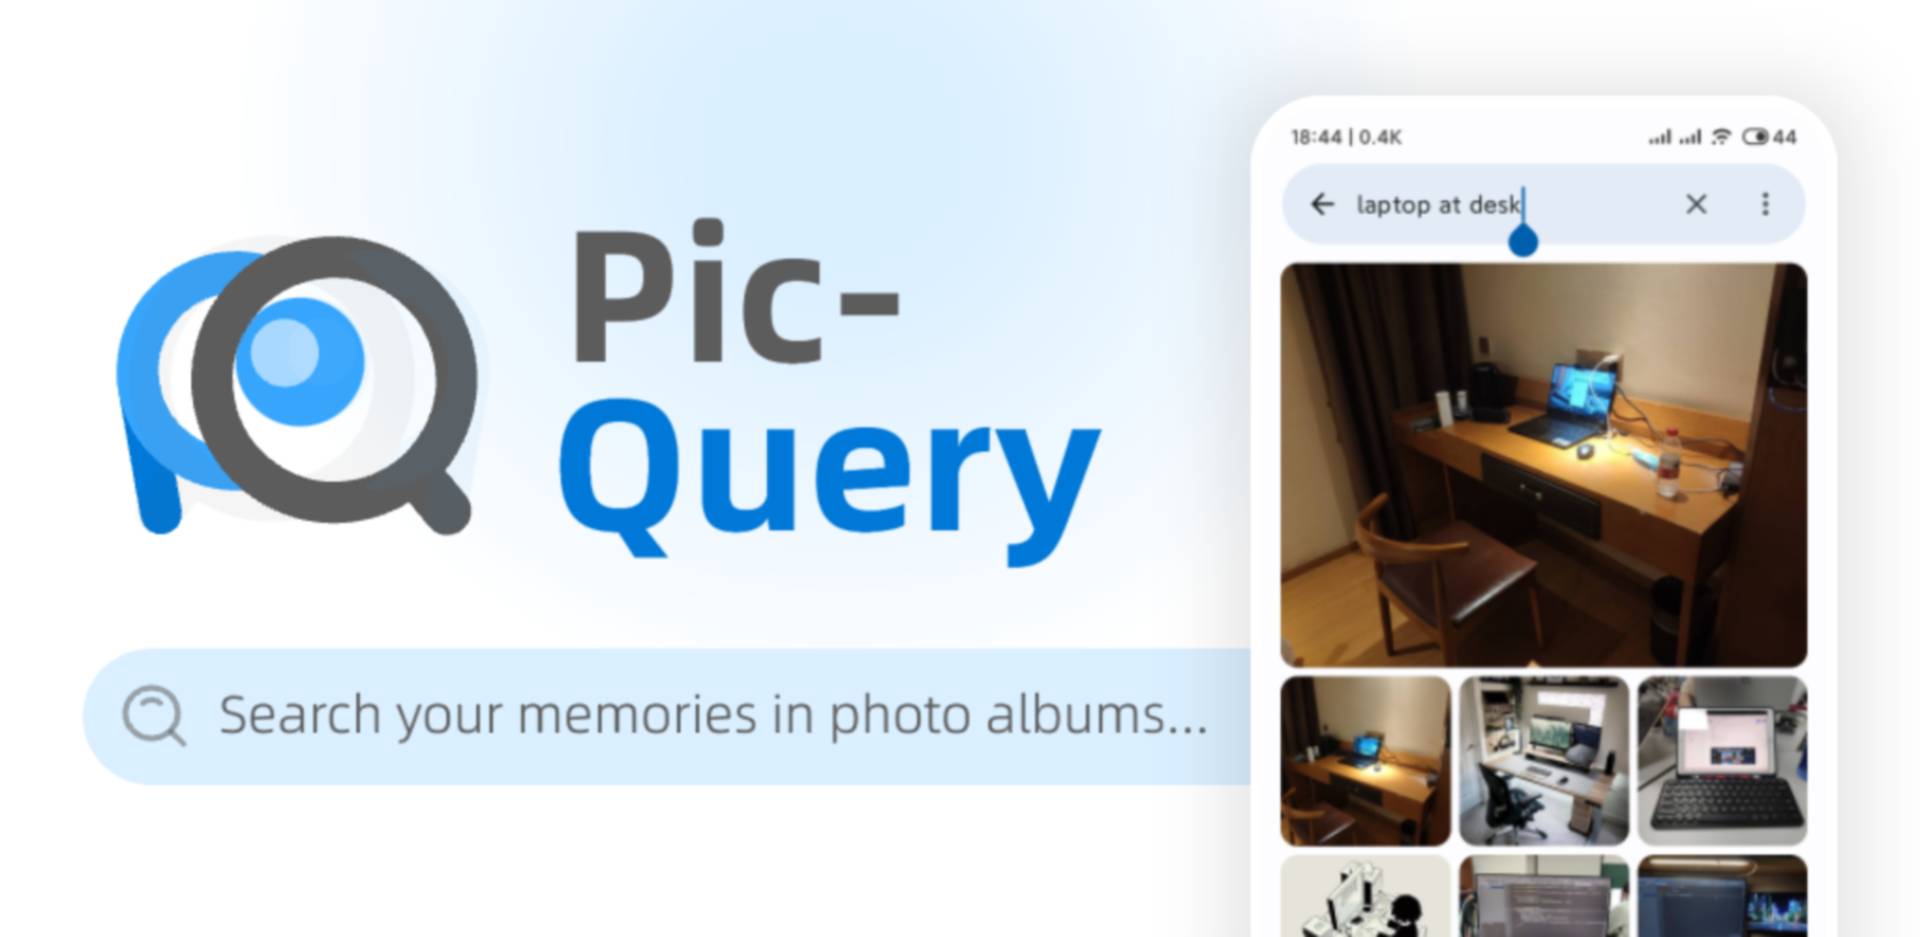 Pic-
Query
Search your memories in photo albums...
18:44 | 0.4K
44
laptop at desk